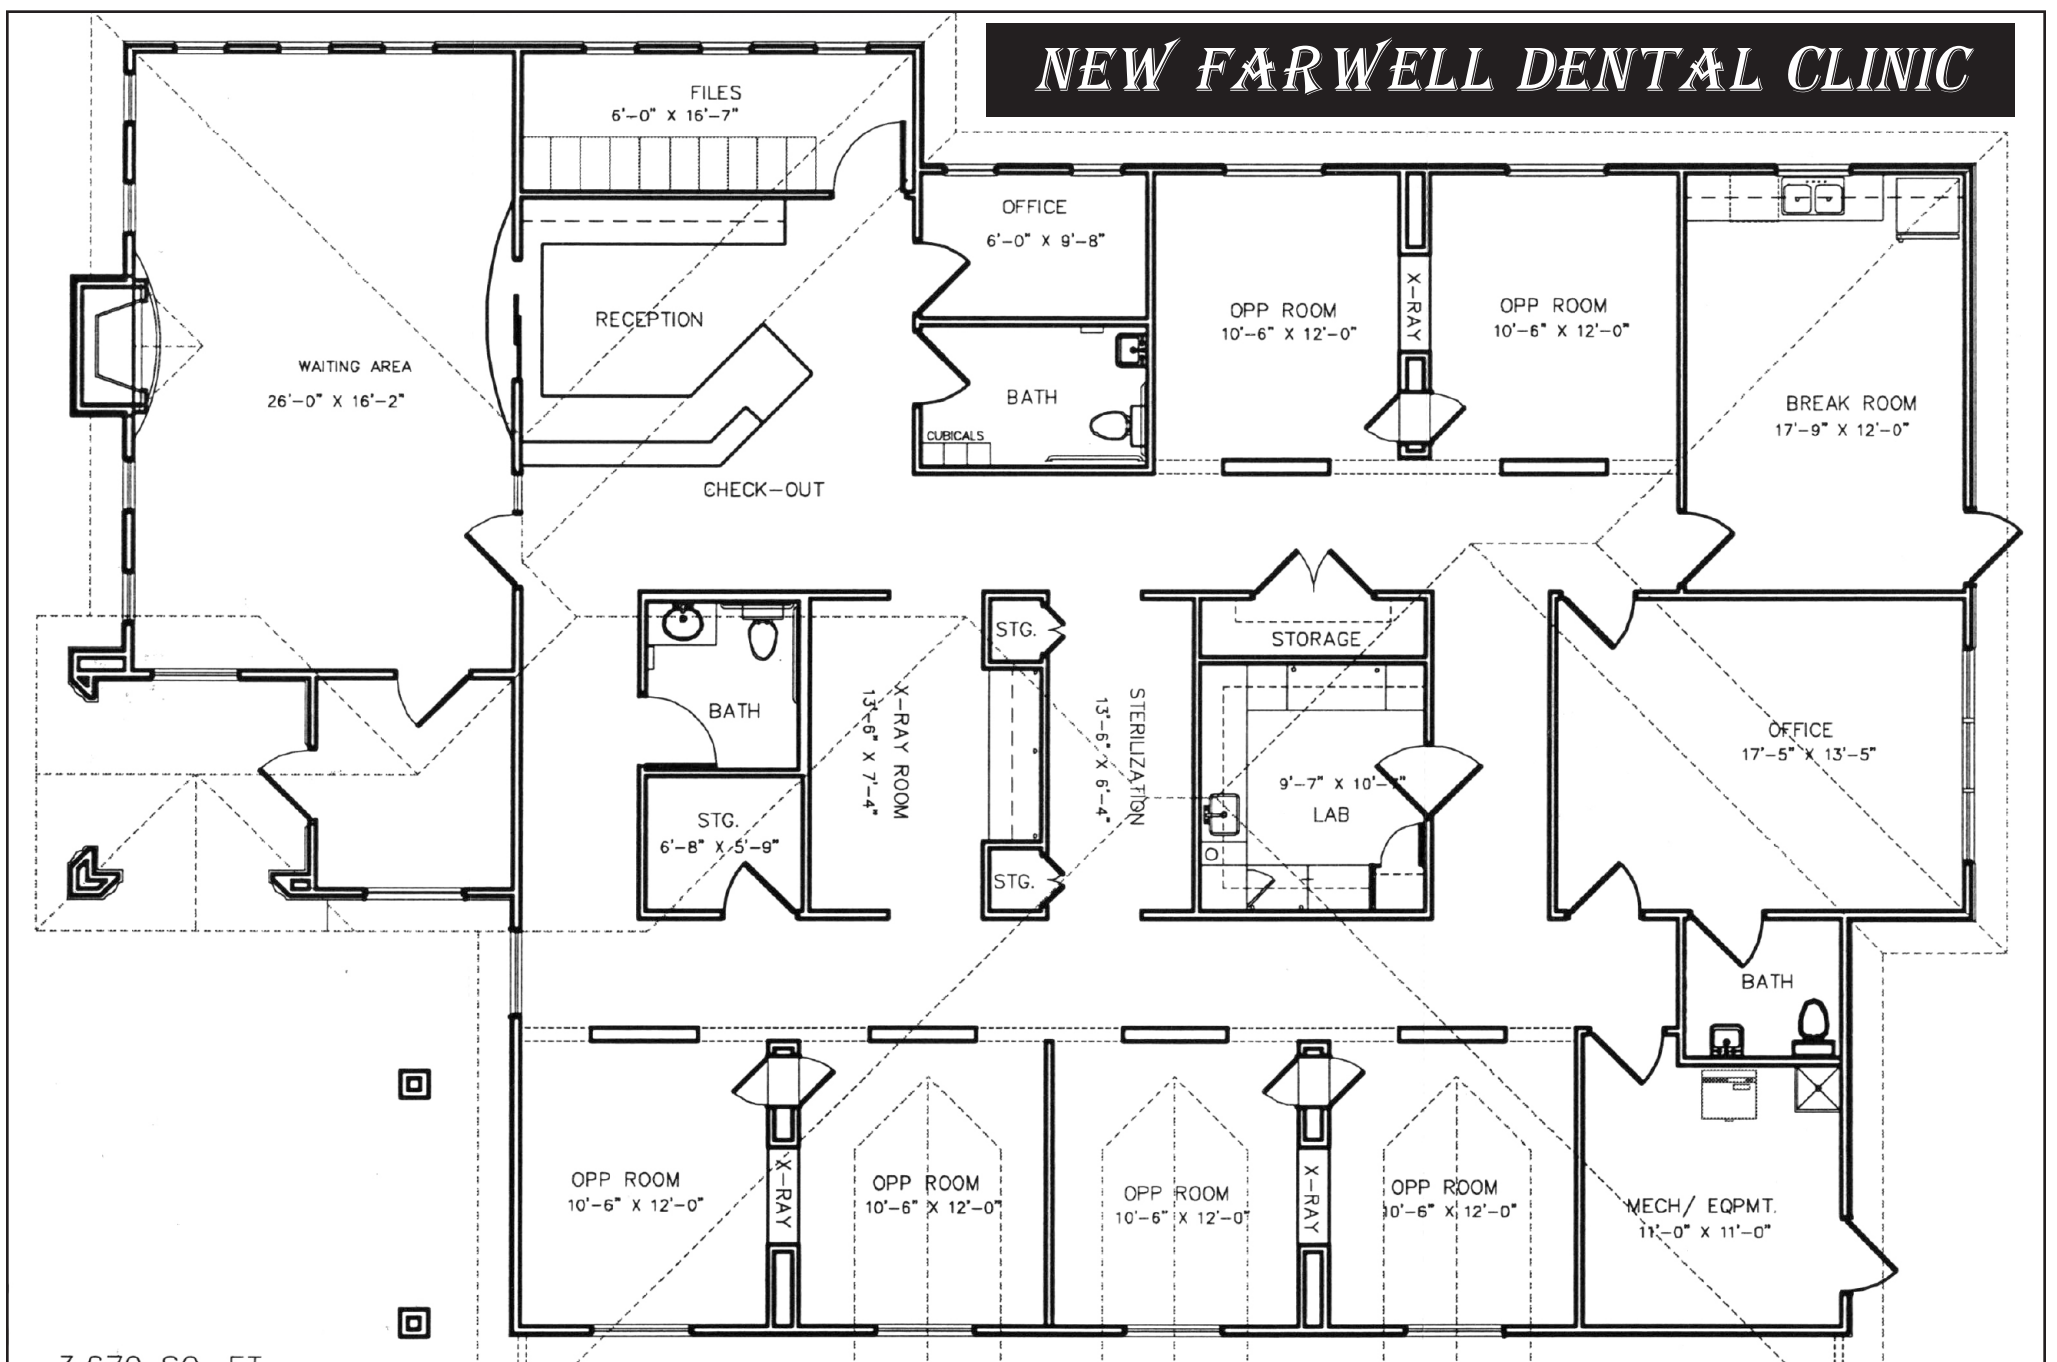 NEW FARWELL DENTAL CLINIC
FILES
6'-0" X 16'-7"
OFFICE
6'-0" X 9'-8"
RECEPTION
OPP ROOM
10'-6" X 12'-0"
X-RAY
OPP ROOM
10'-6" X 12'-0"
WAITING AREA
26'-0" X 16'-2"
BATH
CUBICALS
BREAK ROOM
17'-9" X 12'-0"
CHECK-OUT
STG.
STORAGE
BATH
X-RAY ROOM
13'-6" X 7'-4"
STERILIZATION
13'-6" X 6'-4"
OFFICE
17'-5" X 13'-5"
9'-7" X 10'-7"
LAB
STG.
6'-8" X 5'-9"
STG.
BATH
OPP ROOM
10'-6" X 12'-0"
X-RAY
OPP ROOM
10'-6" X 12'-0"
OPP ROOM
10'-6" X 12'-0"
X-RAY
OPP ROOM
10'-6" X 12'-0"
MECH/ EQPMT.
11'-0" X 11'-0"